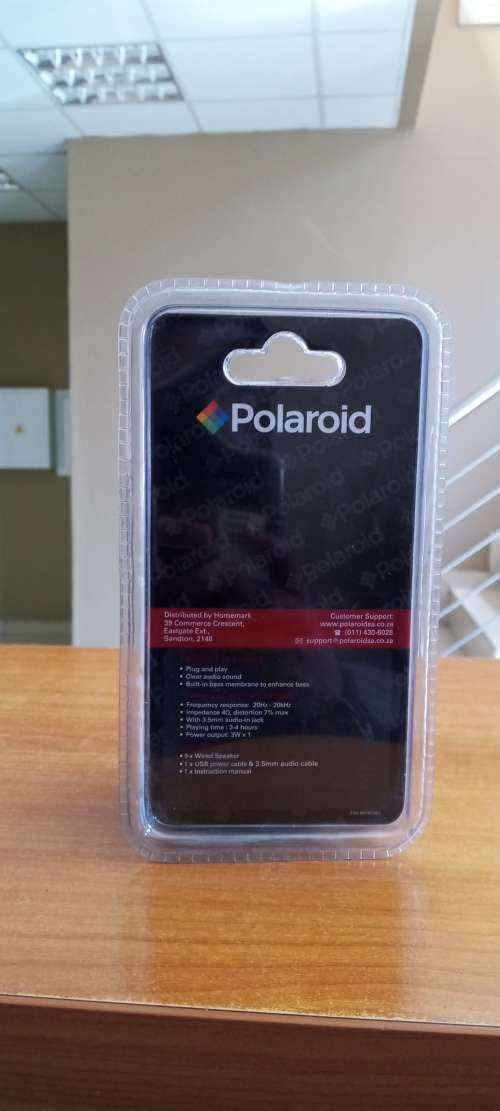 Polaroid
Distributed by Homemark
39 Commerce Crescent,
Eastgate Ext.,
Sandton, 2148
Customer Support:
www.polaroidsa.co.za
(011) 430-6028
support@polaroidsa.co.za
• Plug and play
• Clear audio sound
• Built-in bass membrane to enhance bass
• Frequency response: 20Hz - 20kHz
• Impedance 4Ω, distortion 7% max
• With 3.5mm audio-in jack
• Playing time : 3-4 hours
• Power output: 3W x 1
Wired Speaker
• 1 x USB power cable & 3.5mm audio cable
• 1 x Instruction manual